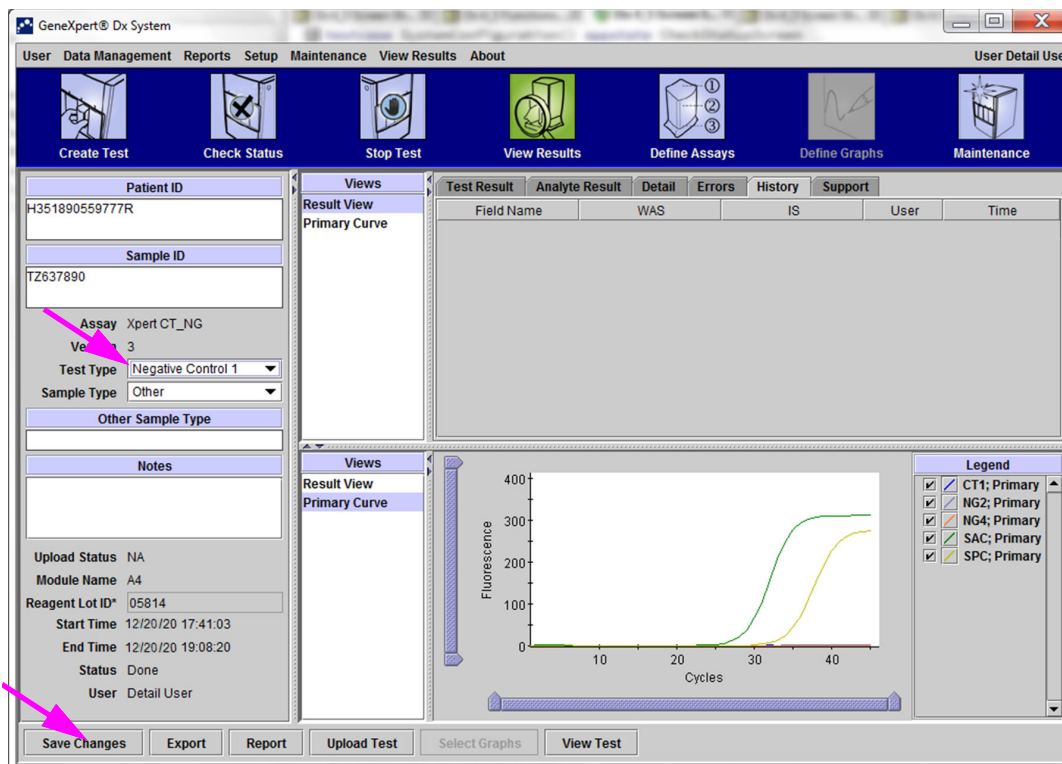 GeneXpert® Dx System
User Data Management Reports Setup Maintenance View Results About User Detail Use
Create Test Check Status Stop Test View Results Define Assays Define Graphs Maintenance
Patient ID
H351890559777R
Sample ID
TZ637890
Assay Xpert CT_NG
3
Test Type Negative Control 1
Sample Type Other
Other Sample Type
Notes
Upload Status NA
Module Name A4
Reagent Lot ID* 05814
Start Time 12/20/20 17:41:03
End Time 12/20/20 19:08:20
Status Done
User Detail User
Views
Result View
Primary Curve
Test Result Analyte Result Detail Errors History Support
Field Name WAS IS User Time
Views
Result View
Primary Curve
Fluorescence
400
300
200
100
0
10 20 30 40
Cycles
Legend
CT1; Primary
NG2; Primary
NG4; Primary
SAC; Primary
SPC; Primary
Save Changes Export Report Upload Test Select Graphs View Test